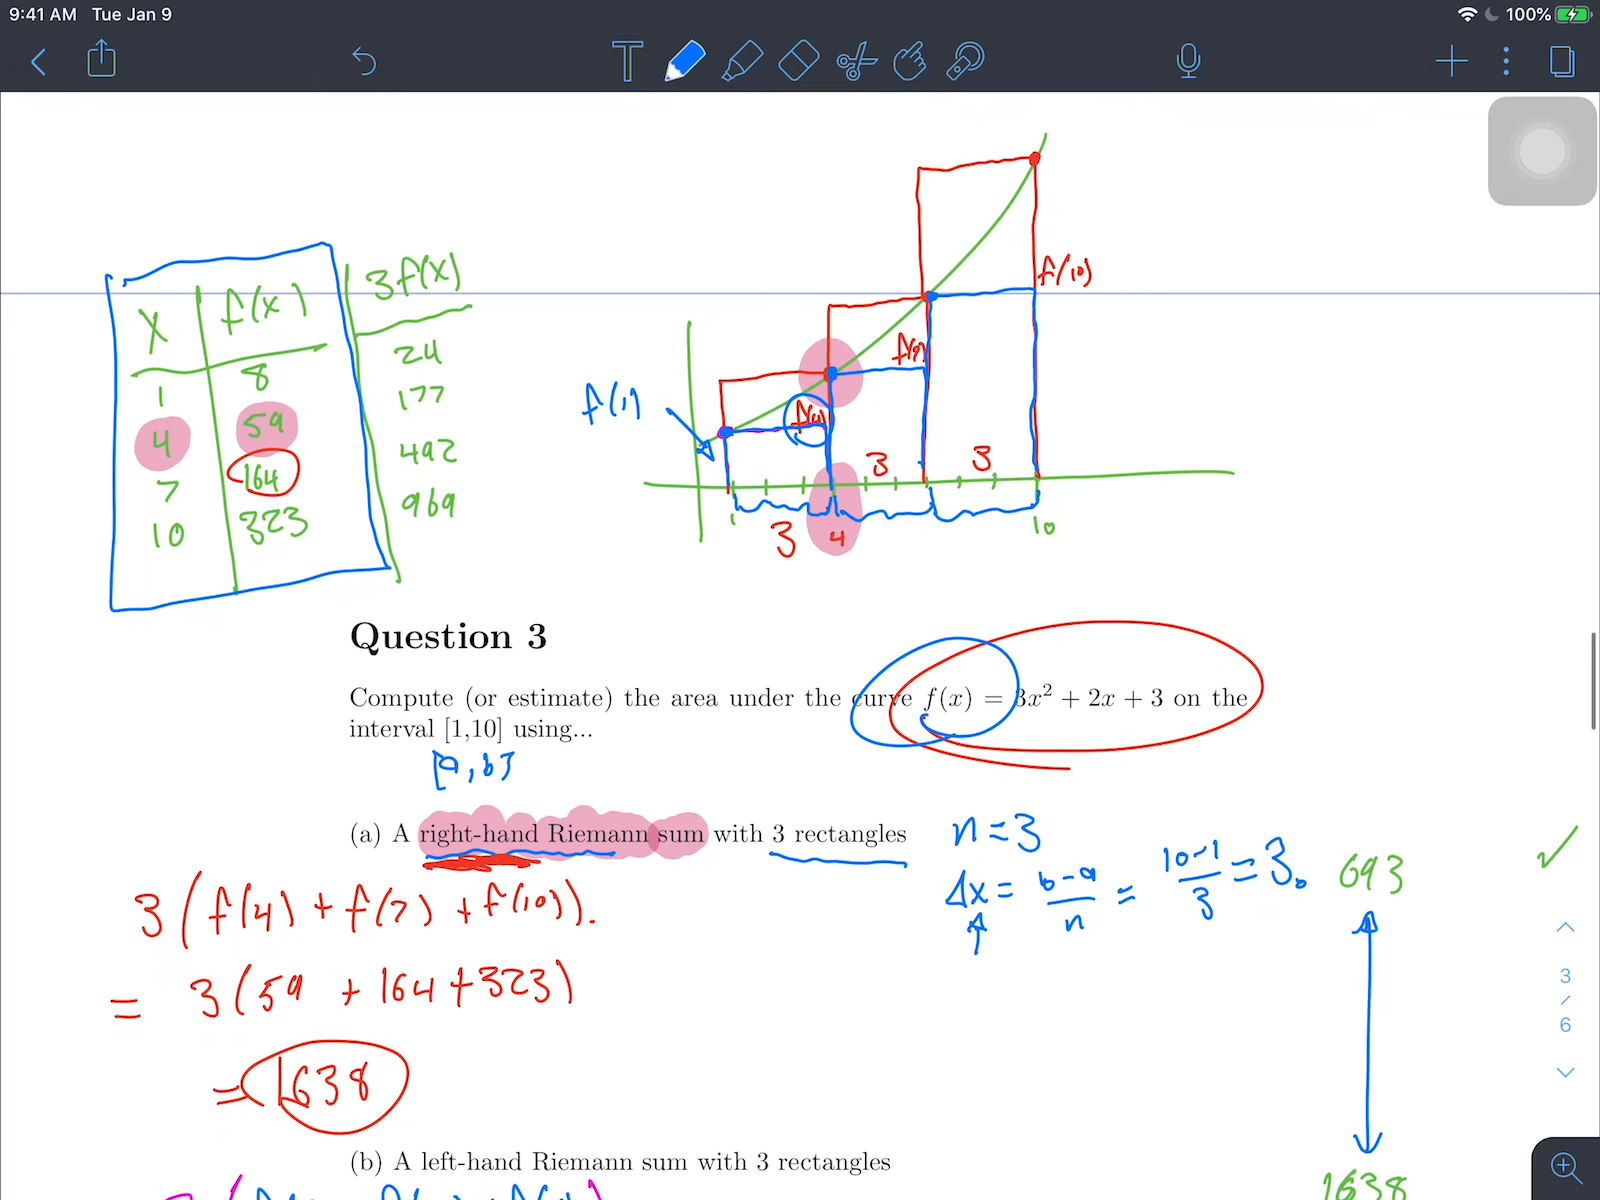 9:41 AM Tue Jan 9
100%
x f(x) 3f(x)
1 8 24
4 59 177
7 164 492
10 323 969
f(1)
f(4)
f(7)
f(10)
3
3
3
1
4
10
Question 3
Compute (or estimate) the area under the curve f(x) = 3x² + 2x + 3 on the
interval [1,10] using...
[a,b]
(a) A right-hand Riemann sum with 3 rectangles
n=3
Δx = b-a/n = 10-1/3 = 3.
693
3(f(4) + f(7) + f(10)).
= 3(59 + 164 + 323)
= 1638
3
/
6
(b) A left-hand Riemann sum with 3 rectangles
1638